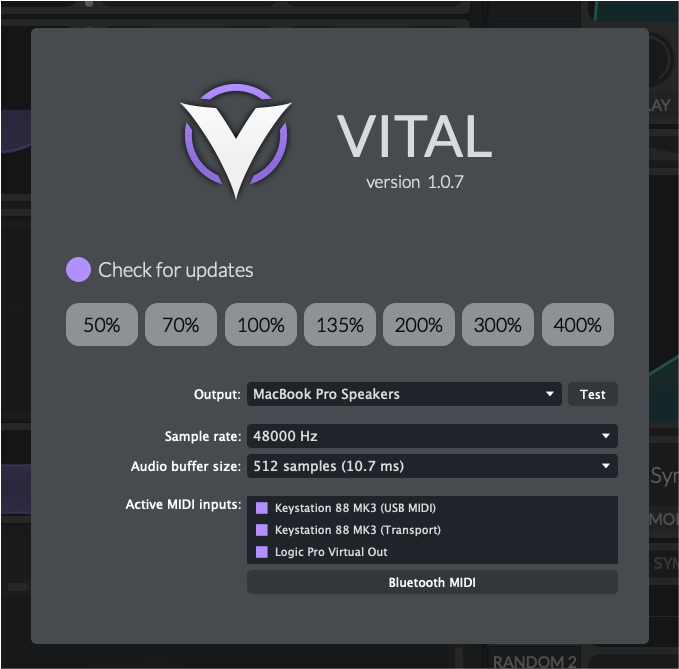 LAY
VITAL
version 1.0.7
Check for updates
50% 70% 100% 135% 200% 300% 400%
Output: MacBook Pro Speakers Test
Sample rate: 48000 Hz
Audio buffer size: 512 samples (10.7 ms)
Syn
Active MIDI inputs: Keystation 88 MK3 (USB MIDI)
MOD
Keystation 88 MK3 (Transport)
Logic Pro Virtual Out
SYM
Bluetooth MIDI
RANDOM 2